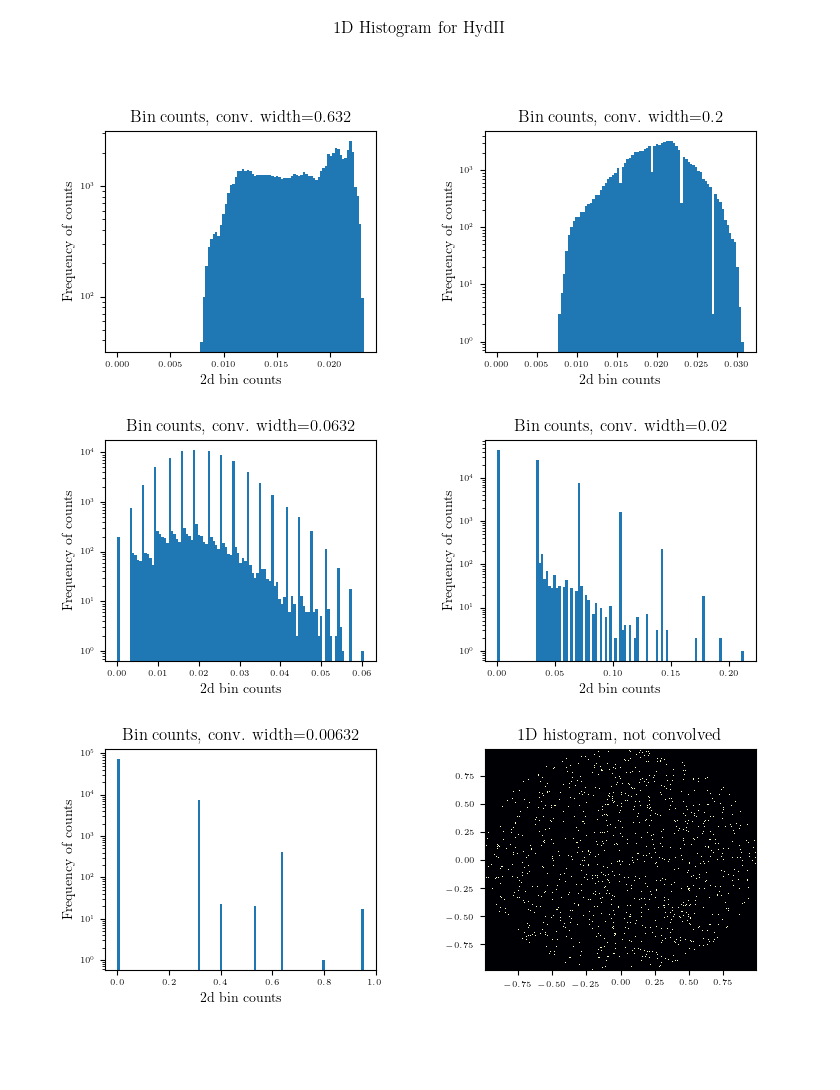 1D Histogram for HydII
Bin counts, conv. width=0.632
Frequency of counts
10³
10²
0.000 0.005 0.010 0.015 0.020
2d bin counts
Bin counts, conv. width=0.2
Frequency of counts
10³
10²
10¹
10⁰
0.000 0.005 0.010 0.015 0.020 0.025 0.030
2d bin counts
Bin counts, conv. width=0.0632
Frequency of counts
10⁴
10³
10²
10¹
10⁰
0.00 0.01 0.02 0.03 0.04 0.05 0.06
2d bin counts
Bin counts, conv. width=0.02
Frequency of counts
10⁴
10³
10²
10¹
10⁰
0.00 0.05 0.10 0.15 0.20
2d bin counts
Bin counts, conv. width=0.00632
Frequency of counts
10⁵
10⁴
10³
10²
10¹
10⁰
0.0 0.2 0.4 0.6 0.8 1.0
2d bin counts
1D histogram, not convolved
0.75
0.50
0.25
0.00
−0.25
−0.50
−0.75
−0.75 −0.50 −0.25 0.00 0.25 0.50 0.75